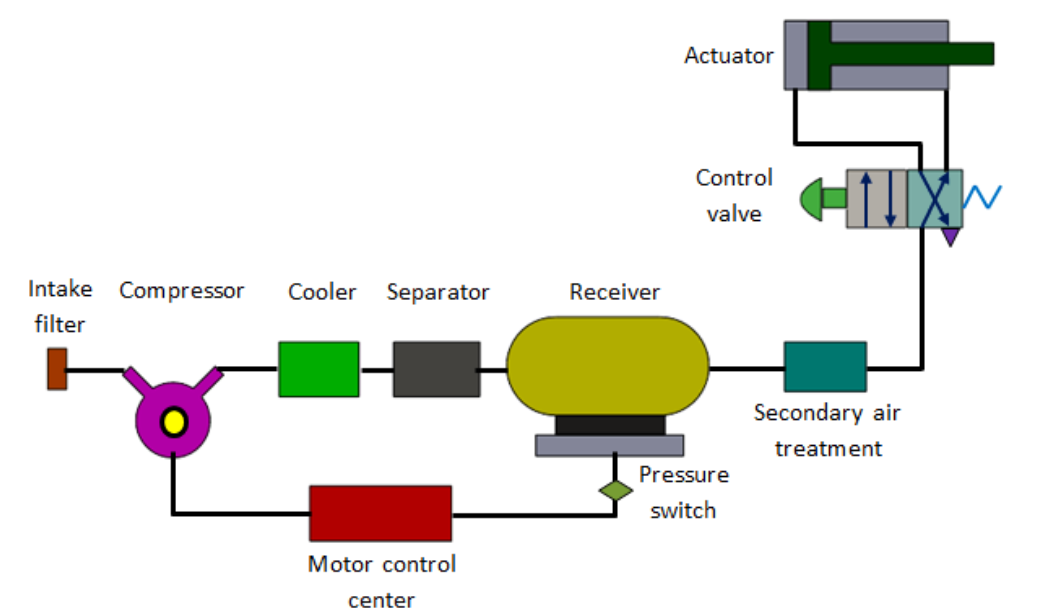 Actuator
Control
valve
Intake
filter
Compressor
Cooler
Separator
Receiver
Secondary air
treatment
Pressure
switch
Motor control
center